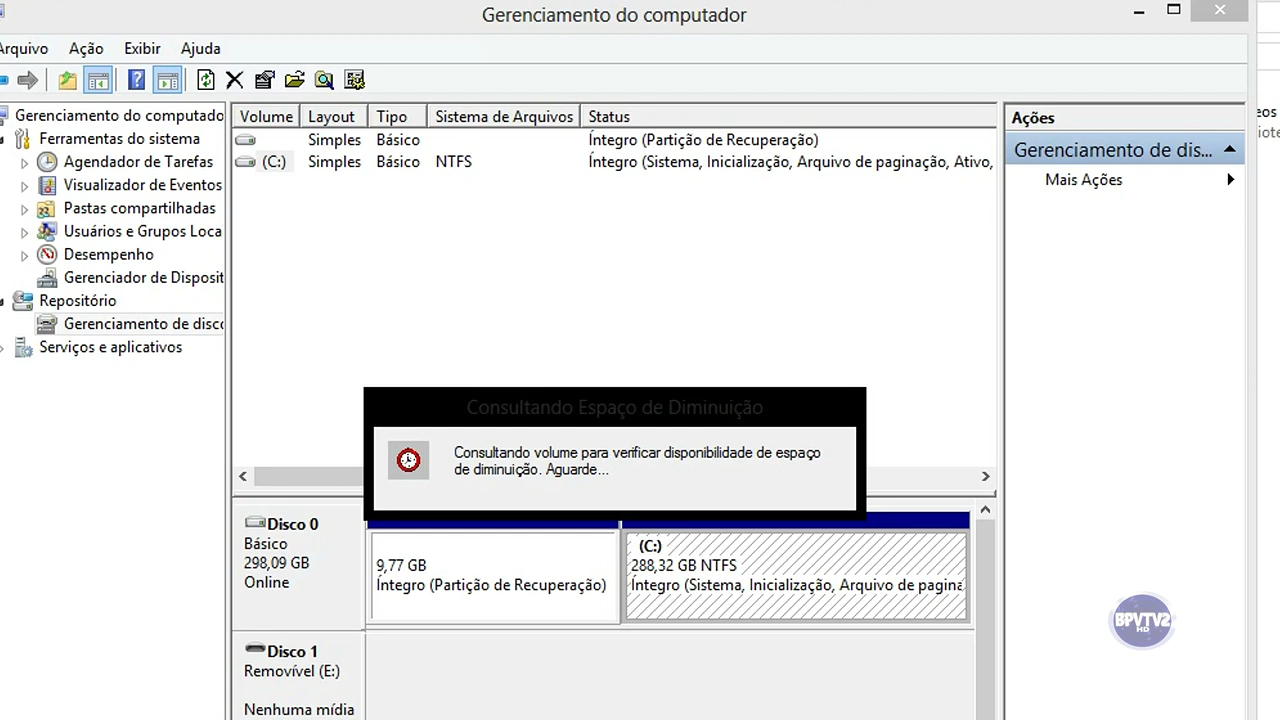 Gerenciamento do computador
Arquivo Ação Exibir Ajuda
Gerenciamento do computado
Ferramentas do sistema
Agendador de Tarefas
Visualizador de Eventos
Pastas compartilhadas
Usuários e Grupos Loca
Desempenho
Gerenciador de Disposit
Repositório
Gerenciamento de disco
Serviços e aplicativos
Volume Layout Tipo Sistema de Arquivos Status
Simples Básico Íntegro (Partição de Recuperação)
(C:) Simples Básico NTFS Íntegro (Sistema, Inicialização, Arquivo de paginação, Ativo,
Ações
Gerenciamento de dis...
Mais Ações
Consultando Espaço de Diminuição
Consultando volume para verificar disponibilidade de espaço
de diminuição. Aguarde...
Disco 0
Básico
298,09 GB
Online
9,77 GB
Íntegro (Partição de Recuperação)
(C:)
288,32 GB NTFS
Íntegro (Sistema, Inicialização, Arquivo de pagina
Disco 1
Removível (E:)
Nenhuma mídia
BPVTV2
HD